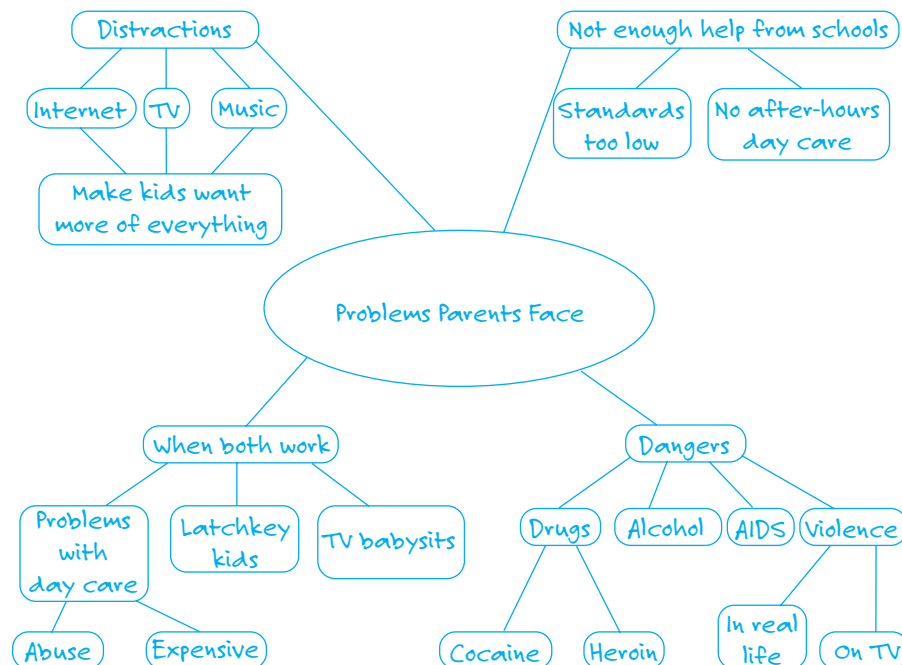 Distractions
Internet
TV
Music
Make kids want
more of everything
Not enough help from schools
Standards
too low
No after-hours
day care
Problems Parents Face
When both work
Problems
with
day care
Latchkey
kids
TV babysits
Abuse
Expensive
Dangers
Drugs
Alcohol
AIDS
Violence
Cocaine
Heroin
In real
life
On TV